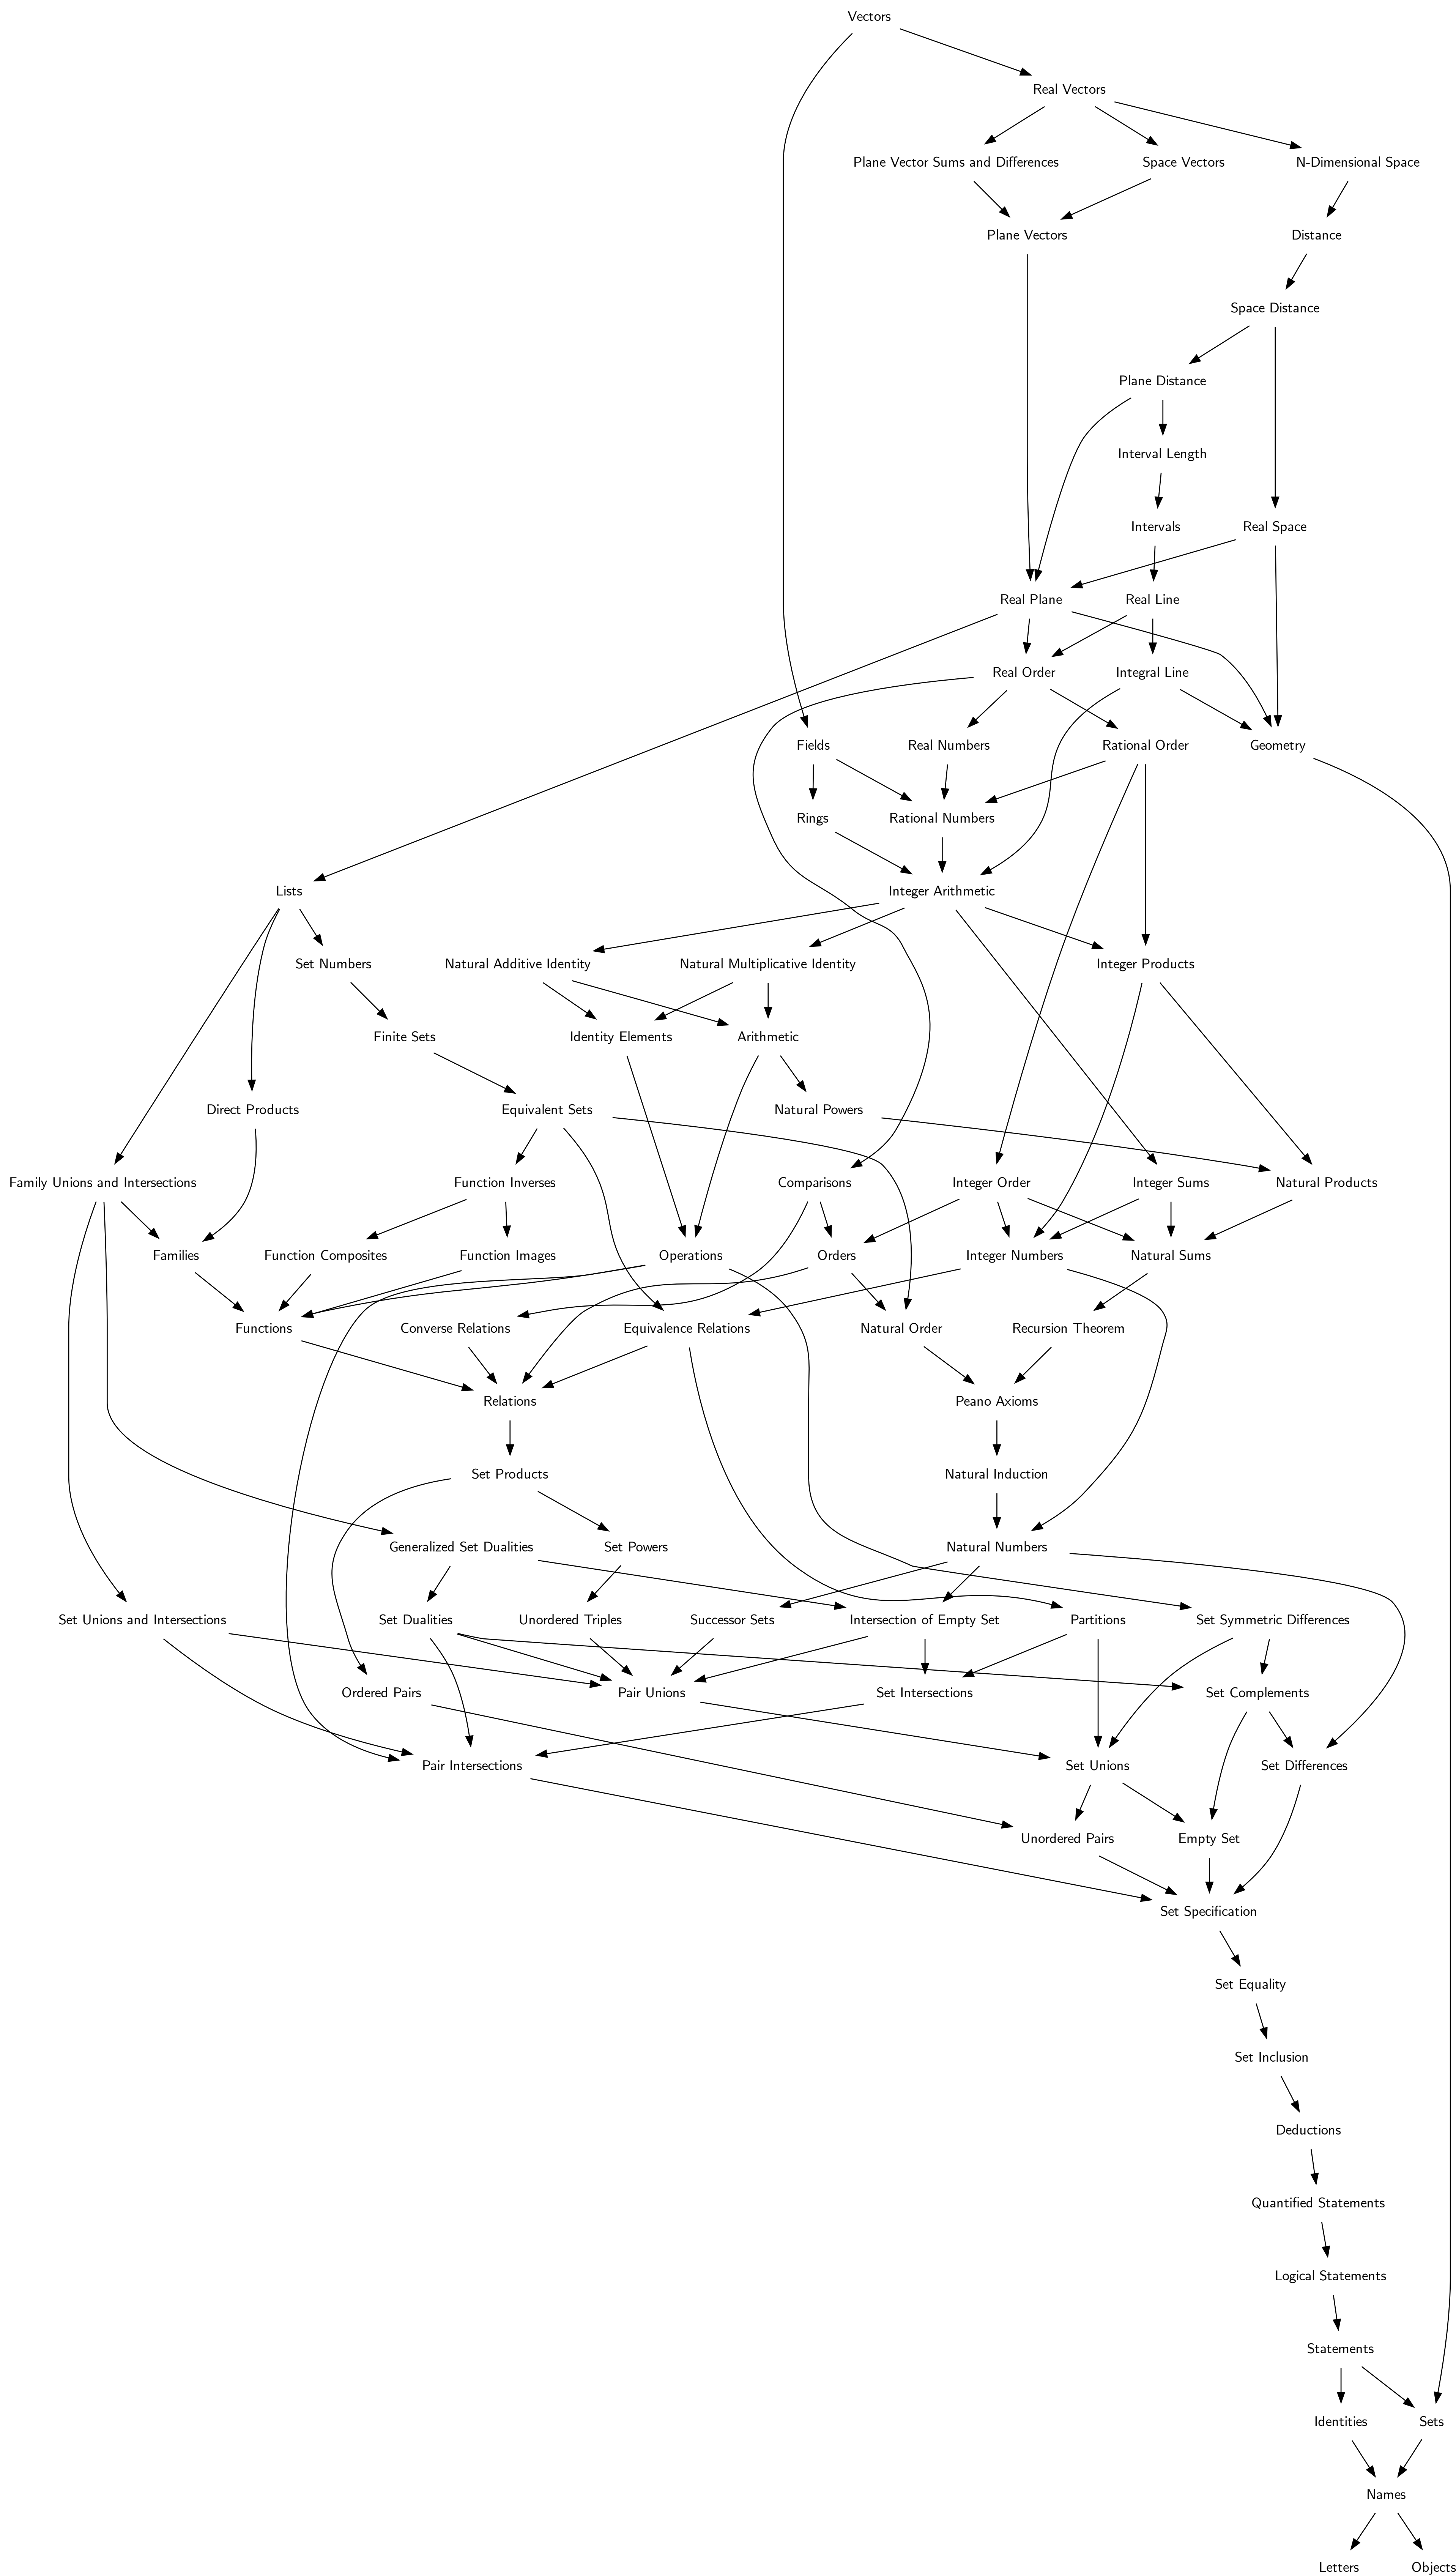 Vectors
Real Vectors
Plane Vector Sums and Differences
Space Vectors
N-Dimensional Space
Plane Vectors
Distance
Space Distance
Plane Distance
Interval Length
Intervals
Real Space
Real Plane
Real Line
Real Order
Integral Line
Fields
Real Numbers
Rational Order
Geometry
Rings
Rational Numbers
Lists
Integer Arithmetic
Set Numbers
Natural Additive Identity
Natural Multiplicative Identity
Integer Products
Finite Sets
Identity Elements
Arithmetic
Direct Products
Equivalent Sets
Natural Powers
Family Unions and Intersections
Function Inverses
Comparisons
Integer Order
Integer Sums
Natural Products
Families
Function Composites
Function Images
Operations
Orders
Integer Numbers
Natural Sums
Functions
Converse Relations
Equivalence Relations
Natural Order
Recursion Theorem
Relations
Peano Axioms
Set Products
Natural Induction
Generalized Set Dualities
Set Powers
Natural Numbers
Set Unions and Intersections
Set Dualities
Unordered Triples
Successor Sets
Intersection of Empty Set
Partitions
Set Symmetric Differences
Ordered Pairs
Pair Unions
Set Intersections
Set Complements
Pair Intersections
Set Unions
Set Differences
Unordered Pairs
Empty Set
Set Specification
Set Equality
Set Inclusion
Deductions
Quantified Statements
Logical Statements
Statements
Identities
Sets
Names
Letters
Objects